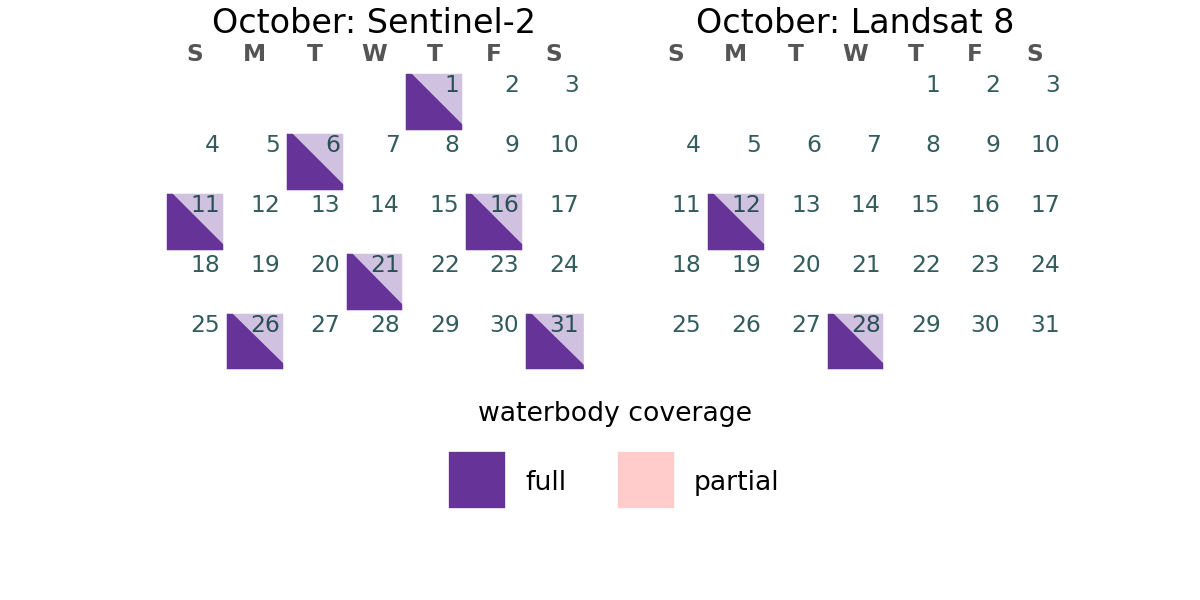 October: Sentinel-2
S M T W T F S
1 2 3
4 5 6 7 8 9 10
11 12 13 14 15 16 17
18 19 20 21 22 23 24
25 26 27 28 29 30 31
October: Landsat 8
S M T W T F S
1 2 3
4 5 6 7 8 9 10
11 12 13 14 15 16 17
18 19 20 21 22 23 24
25 26 27 28 29 30 31
waterbody coverage
full partial